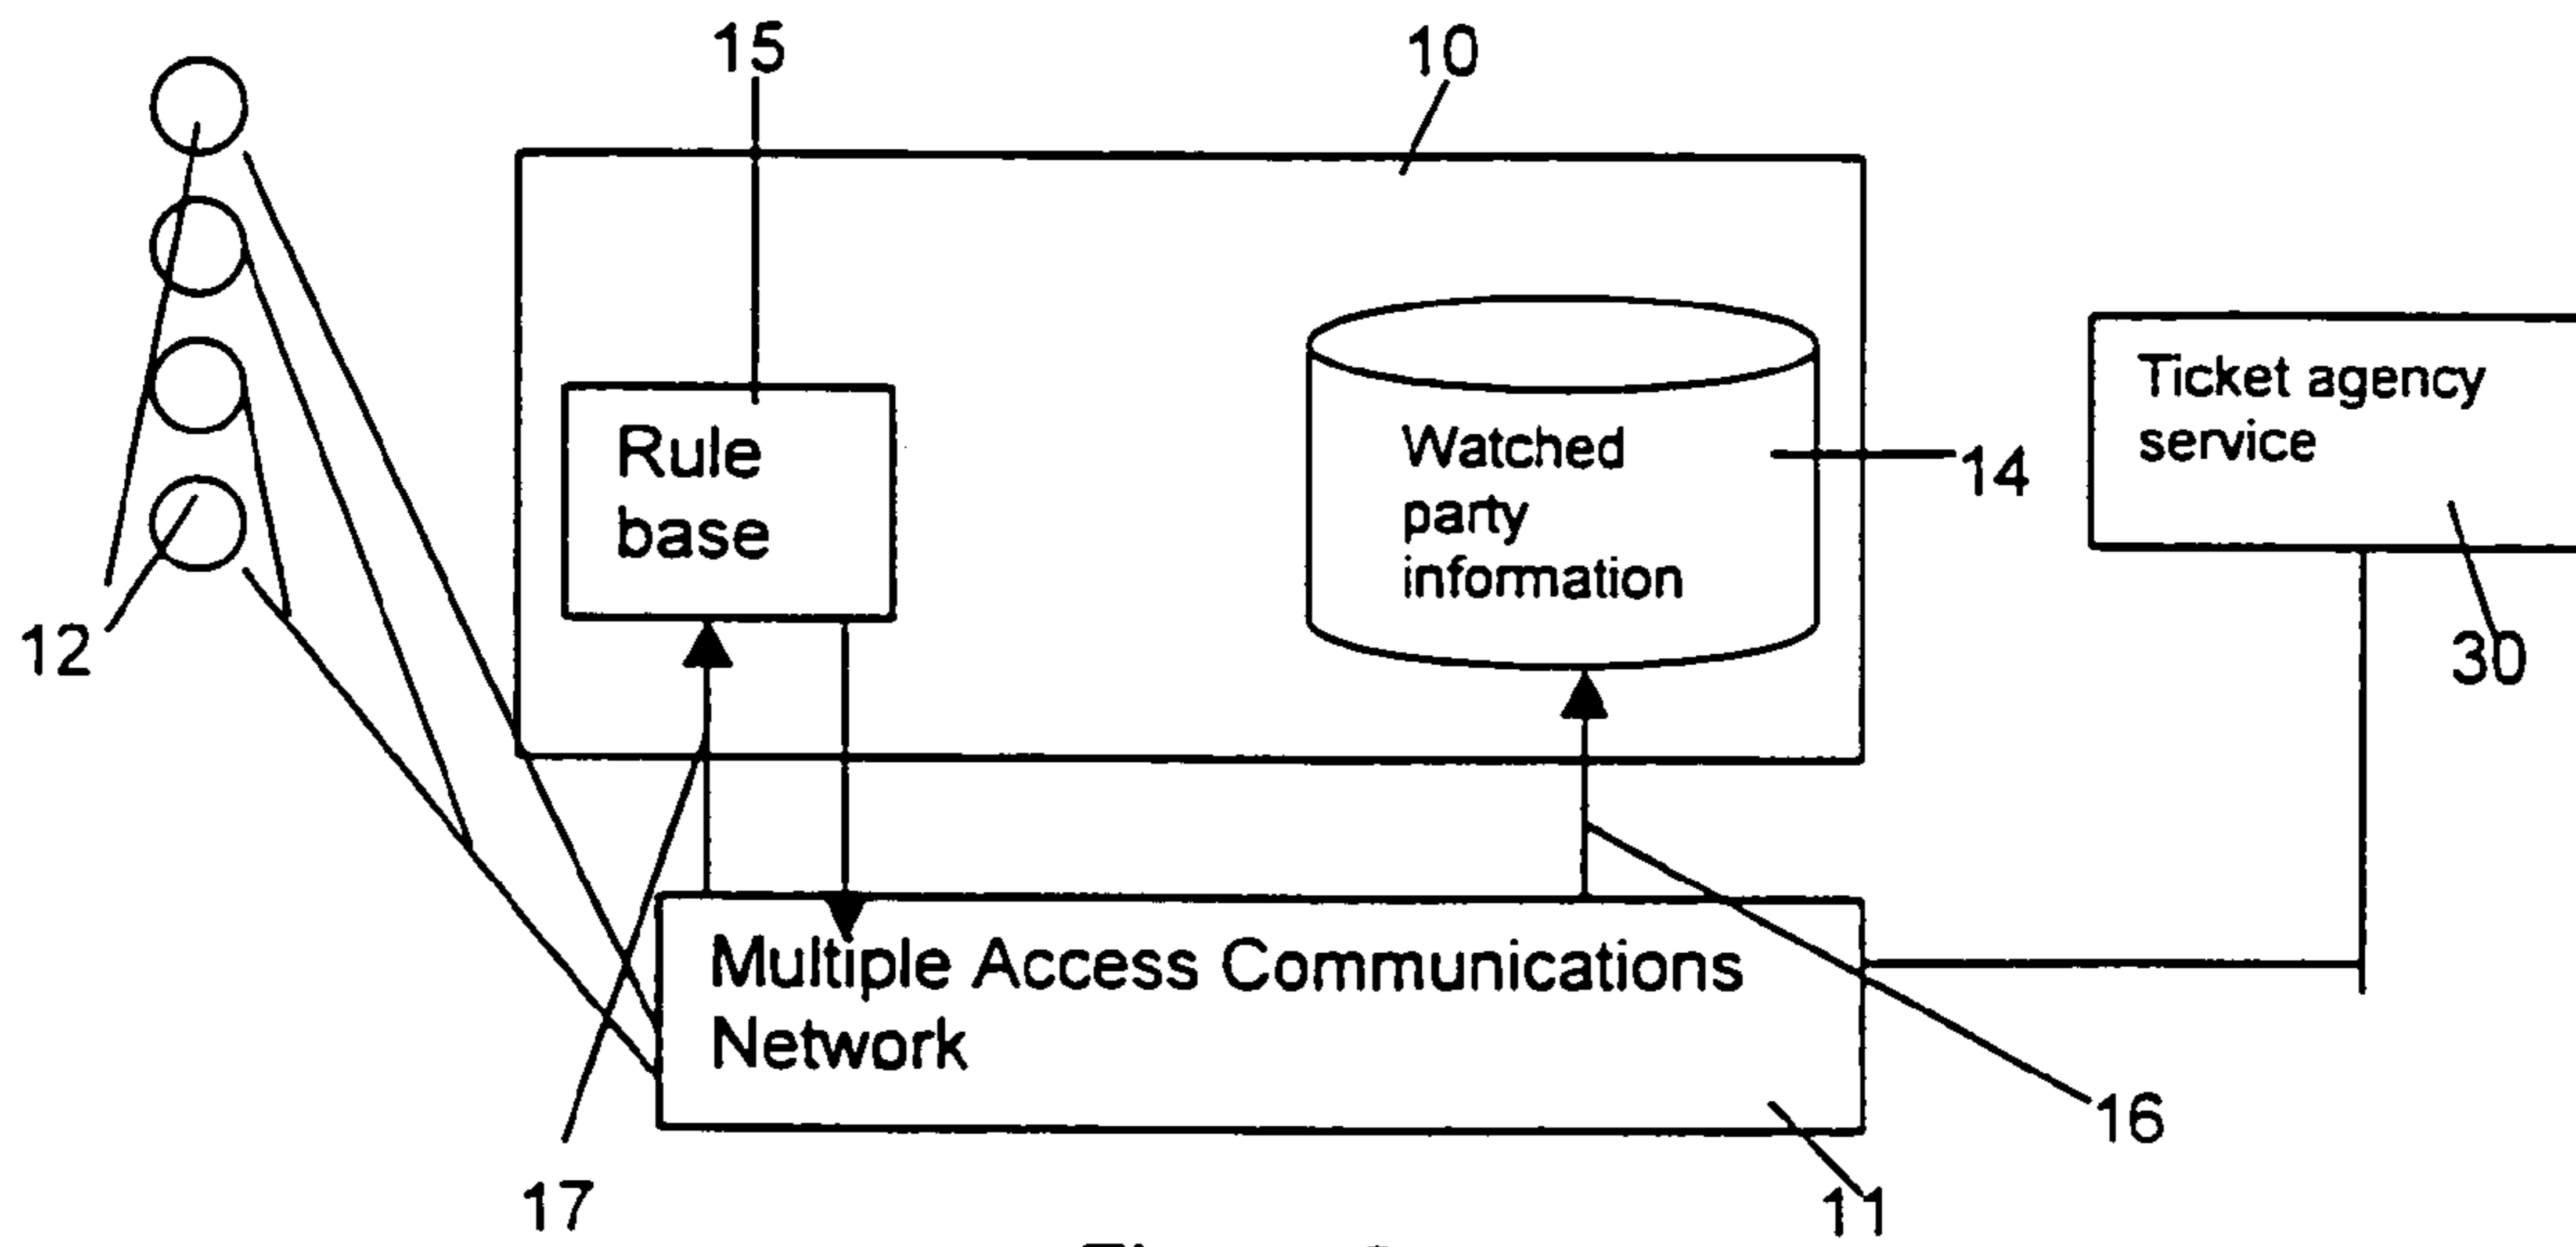 15
10
Rule
base
Watched
party
information
14
Ticket agency
service
12
30
Multiple Access Communications
Network
16
17
11